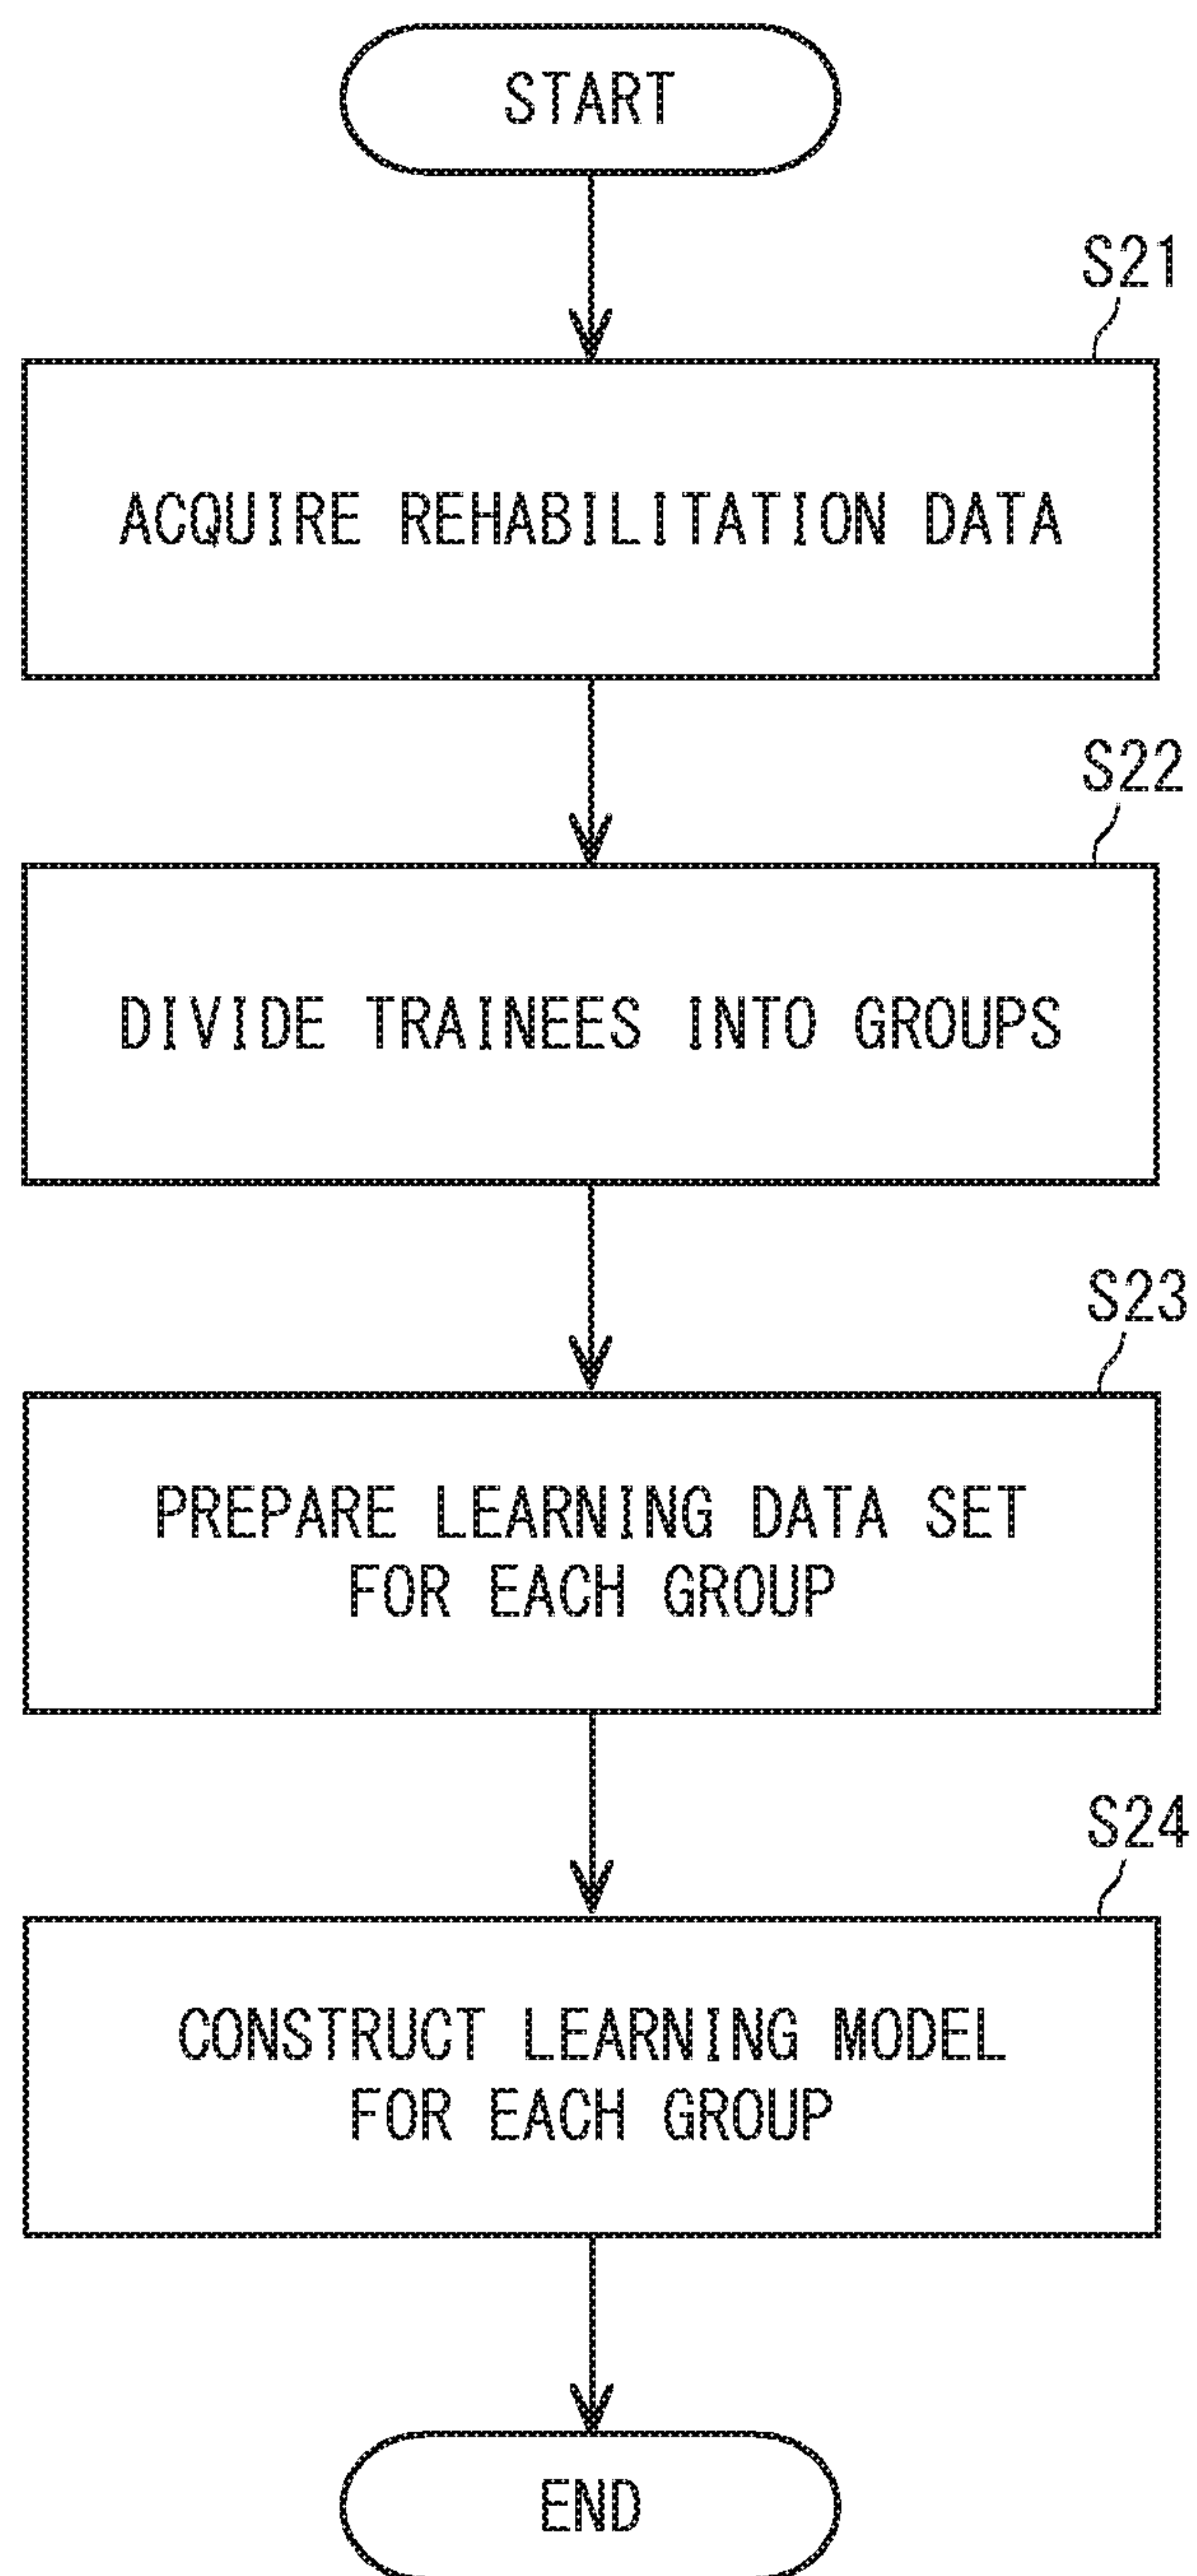 START
S21
ACQUIRE REHABILITATION DATA
S22
DIVIDE TRAINEES INTO GROUPS
S23
PREPARE LEARNING DATA SET
FOR EACH GROUP
S24
CONSTRUCT LEARNING MODEL
FOR EACH GROUP
END